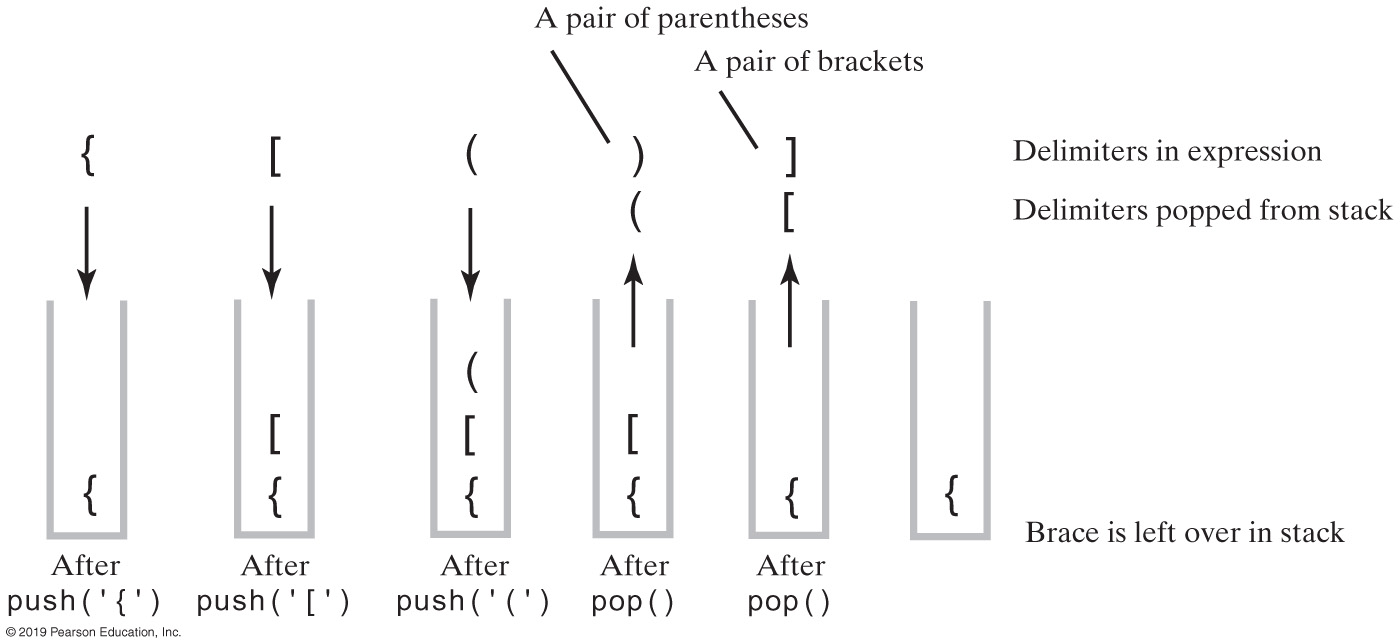 A pair of parentheses
A pair of brackets
{ [ ( ) ] Delimiters in expression
( [ Delimiters popped from stack
(
[ [ [
{ { { { { {
Brace is left over in stack
After After After After After
push('{') push('[') push('(') pop() pop()
© 2019 Pearson Education, Inc.